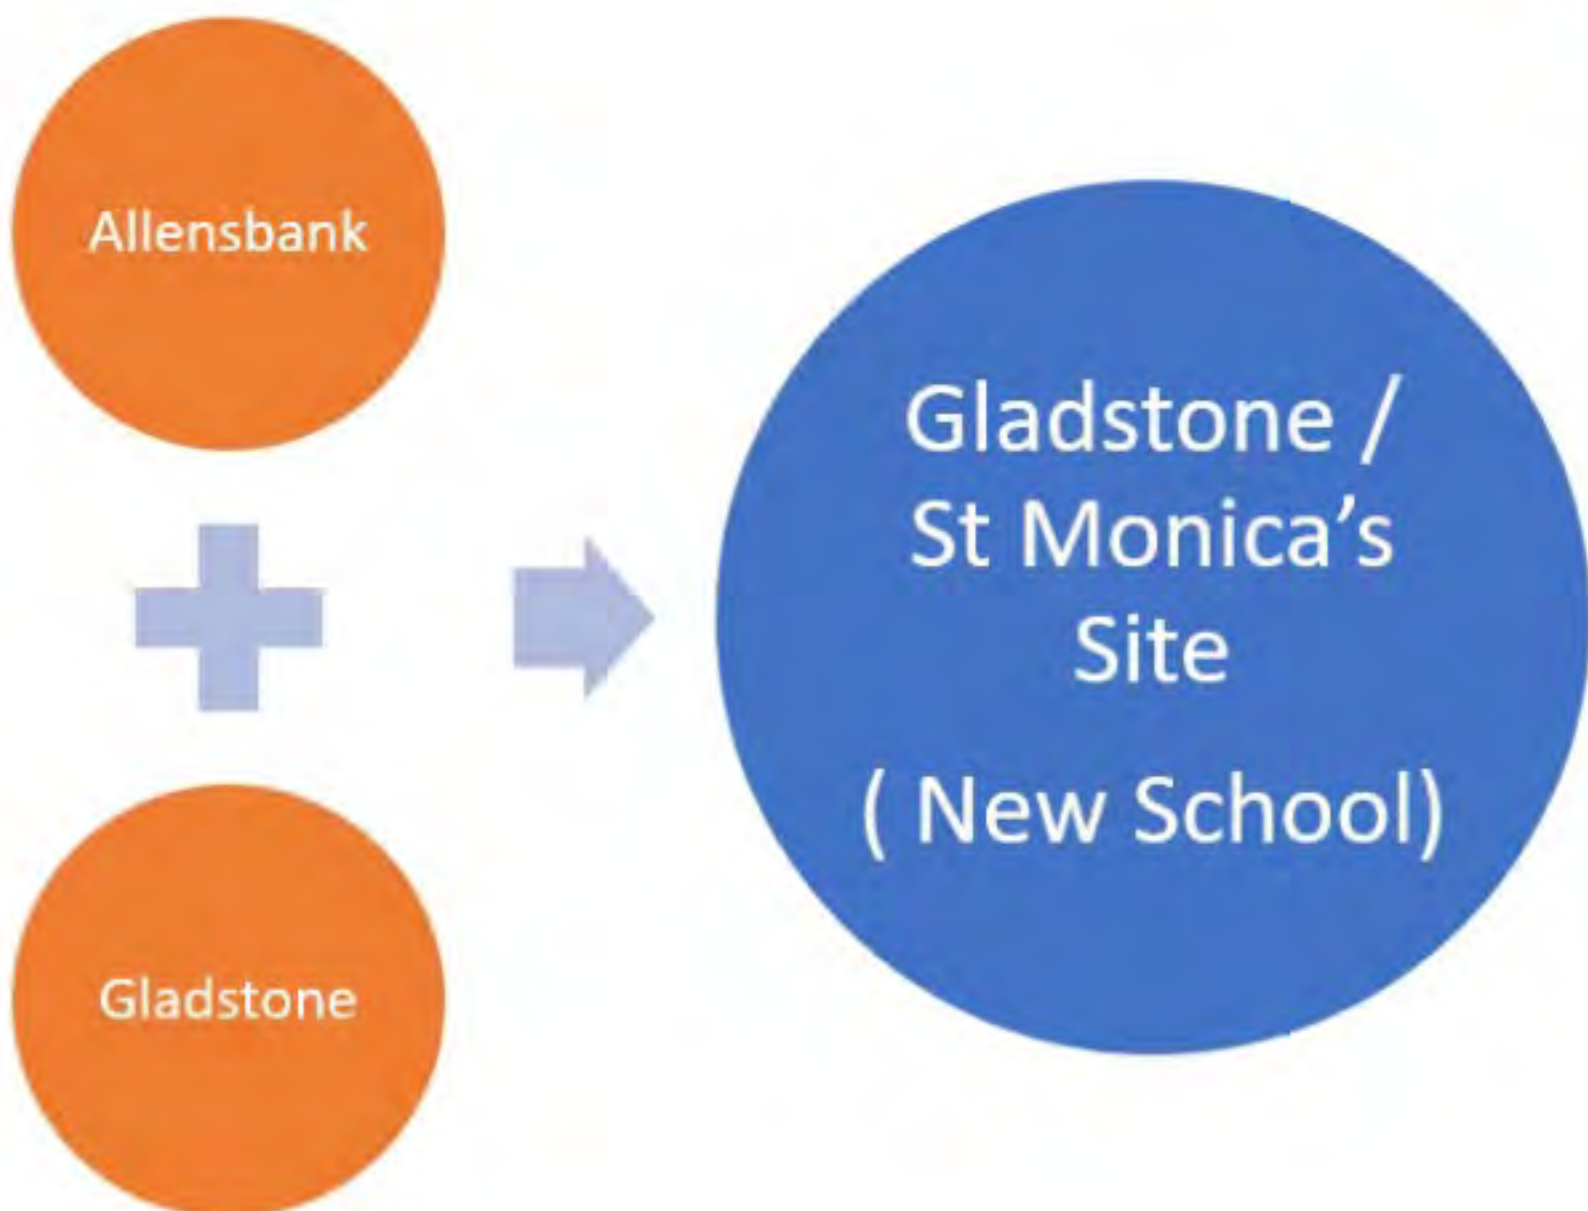 Allensbank
Gladstone
Gladstone /
St Monica’s
Site
( New School)